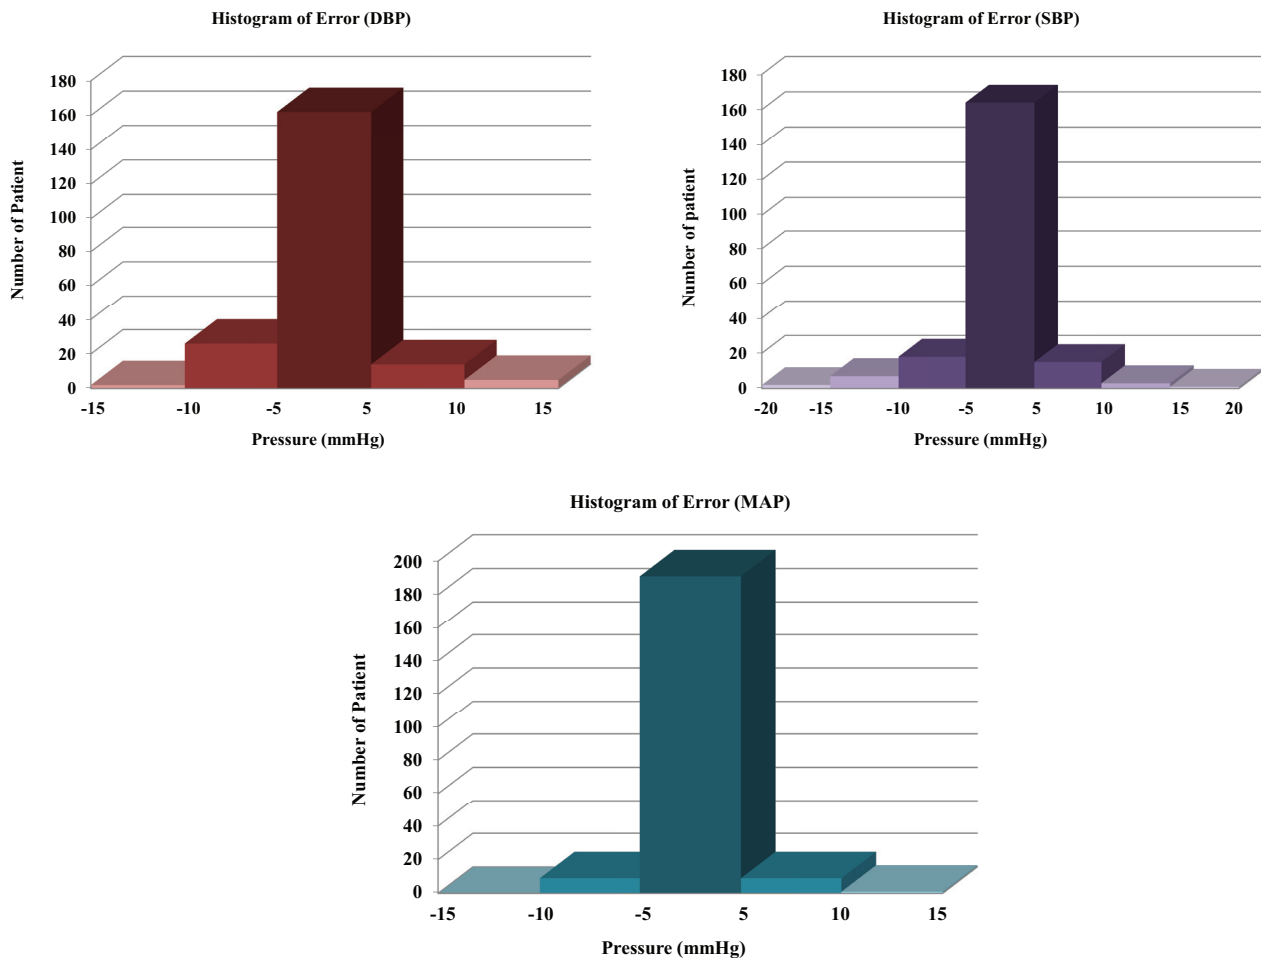 Histogram of Error (DBP)
180
160
140
120
100
80
60
40
20
0
Number of Patient
-15 -10 -5 5 10 15
Pressure (mmHg)
Histogram of Error (SBP)
180
160
140
120
100
80
60
40
20
0
Number of patient
-20 -15 -10 -5 5 10 15 20
Pressure (mmHg)
Histogram of Error (MAP)
200
180
160
140
120
100
80
60
40
20
0
Number of Patient
-15 -10 -5 5 10 15
Pressure (mmHg)